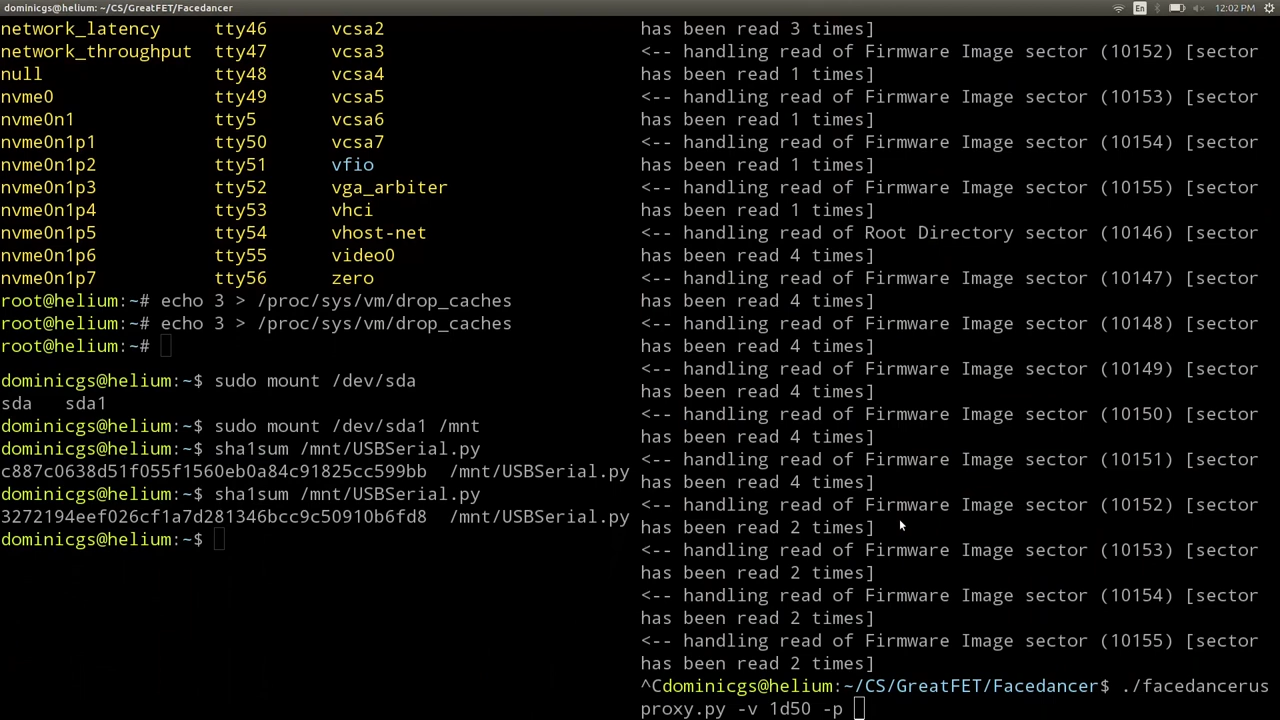 dominicgs@helium: ~/CS/GreatFET/Facedancer
En
12:02 PM
network_latency tty46 vcsa2
network_throughput tty47 vcsa3
null tty48 vcsa4
nvme0 tty49 vcsa5
nvme0n1 tty5 vcsa6
nvme0n1p1 tty50 vcsa7
nvme0n1p2 tty51 vfio
nvme0n1p3 tty52 vga_arbiter
nvme0n1p4 tty53 vhci
nvme0n1p5 tty54 vhost-net
nvme0n1p6 tty55 video0
nvme0n1p7 tty56 zero
root@helium:~# echo 3 > /proc/sys/vm/drop_caches
root@helium:~# echo 3 > /proc/sys/vm/drop_caches
root@helium:~#
dominicgs@helium:~$ sudo mount /dev/sda
sda sda1
dominicgs@helium:~$ sudo mount /dev/sda1 /mnt
dominicgs@helium:~$ sha1sum /mnt/USBSerial.py
c887c0638d51f055f1560eb0a84c91825cc599bb /mnt/USBSerial.py
dominicgs@helium:~$ sha1sum /mnt/USBSerial.py
3272194eef026cf1a7d281346bcc9c50910b6fd8 /mnt/USBSerial.py
dominicgs@helium:~$
has been read 3 times]
<-- handling read of Firmware Image sector (10152) [sector
has been read 1 times]
<-- handling read of Firmware Image sector (10153) [sector
has been read 1 times]
<-- handling read of Firmware Image sector (10154) [sector
has been read 1 times]
<-- handling read of Firmware Image sector (10155) [sector
has been read 1 times]
<-- handling read of Root Directory sector (10146) [sector
has been read 4 times]
<-- handling read of Firmware Image sector (10147) [sector
has been read 4 times]
<-- handling read of Firmware Image sector (10148) [sector
has been read 4 times]
<-- handling read of Firmware Image sector (10149) [sector
has been read 4 times]
<-- handling read of Firmware Image sector (10150) [sector
has been read 4 times]
<-- handling read of Firmware Image sector (10151) [sector
has been read 4 times]
<-- handling read of Firmware Image sector (10152) [sector
has been read 2 times]
<-- handling read of Firmware Image sector (10153) [sector
has been read 2 times]
<-- handling read of Firmware Image sector (10154) [sector
has been read 2 times]
<-- handling read of Firmware Image sector (10155) [sector
has been read 2 times]
^Cdominicgs@helium:~/CS/GreatFET/Facedancer$ ./facedancerus
proxy.py -v 1d50 -p